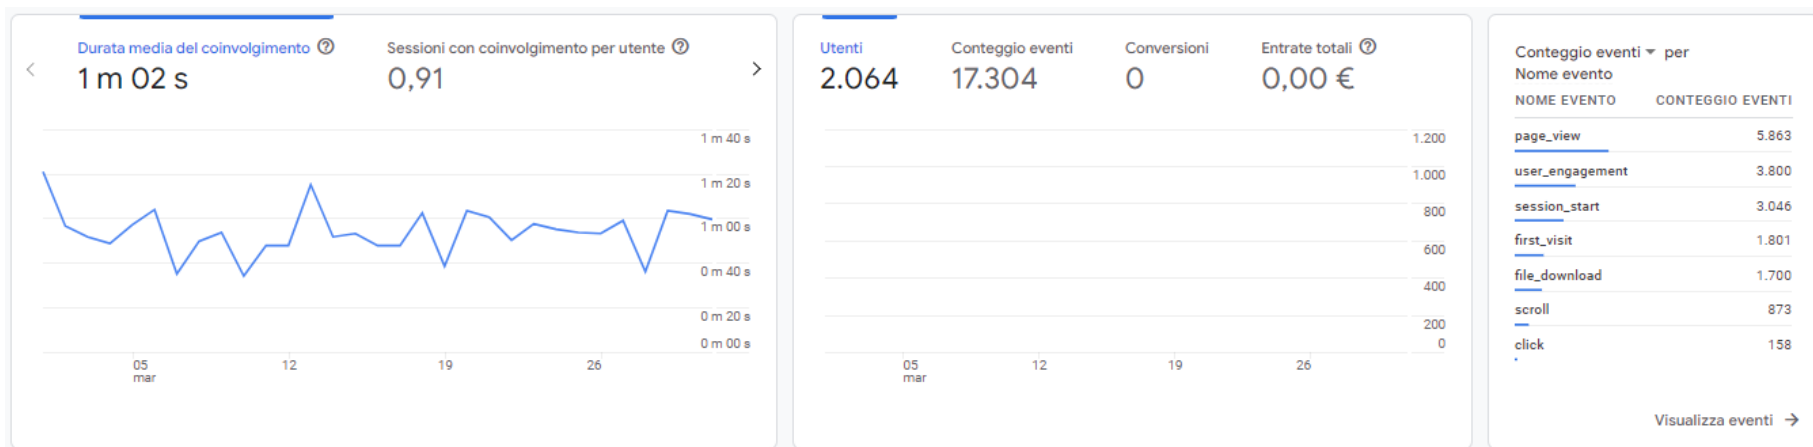 Durata media del coinvolgimento
1 m 02 s
Sessioni con coinvolgimento per utente
0,91
1 m 40 s
1 m 20 s
1 m 00 s
0 m 40 s
0 m 20 s
0 m 00 s
05
mar
12
19
26
Utenti
2.064
Conteggio eventi
17.304
Conversioni
0
Entrate totali
0,00 €
1.200
1.000
800
600
400
200
0
05
mar
12
19
26
Conteggio eventi per
Nome evento
NOME EVENTO CONTEGGIO EVENTI
page_view 5.863
user_engagement 3.800
session_start 3.046
first_visit 1.801
file_download 1.700
scroll 873
click 158
Visualizza eventi